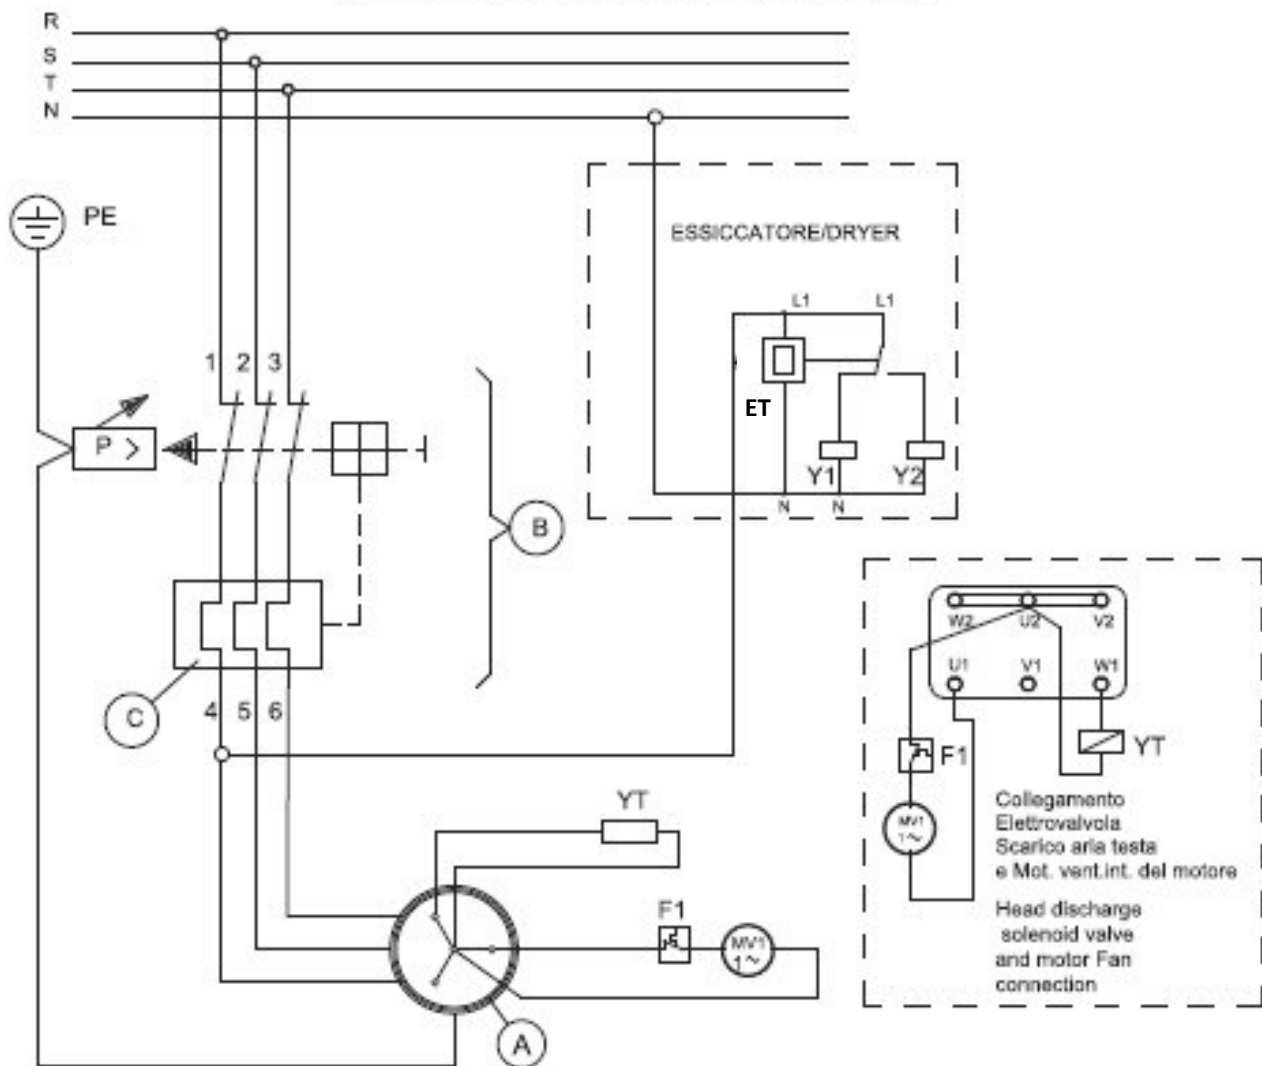 R
S
T
N
PE
ESSICCATORE/DRYER
L1 L1
1 2 3
ET
P >
Y1 Y2
N N
B
W2 U2 V2
U1 V1 W1
C
4 5 6
F1
YT
MV1
1~
Collegamento
Elettrovalvola
Scarico aria testa
e Mot. vent.int. del motore
Head discharge
solenoid valve
and motor Fan
connection
YT
F1
MV1
1~
A